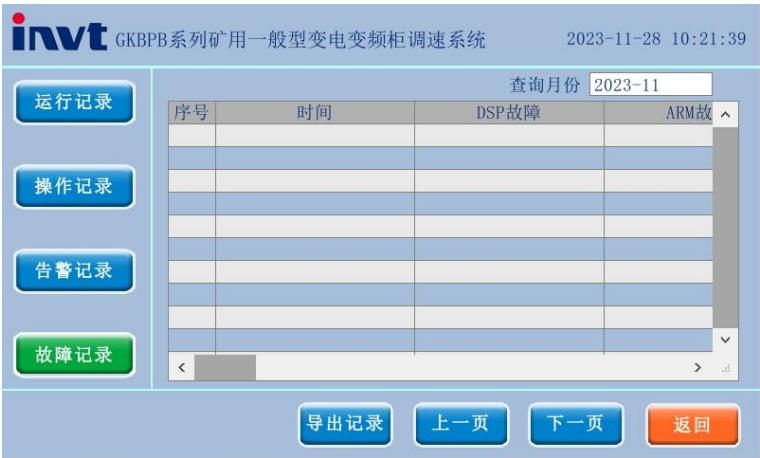 invt GKBPB系列矿用一般型变电变频柜调速系统 2023-11-28 10:21:39
运行记录
操作记录
告警记录
故障记录
查询月份 2023-11
序号 时间 DSP故障 ARM故
导出记录 上一页 下一页 返回